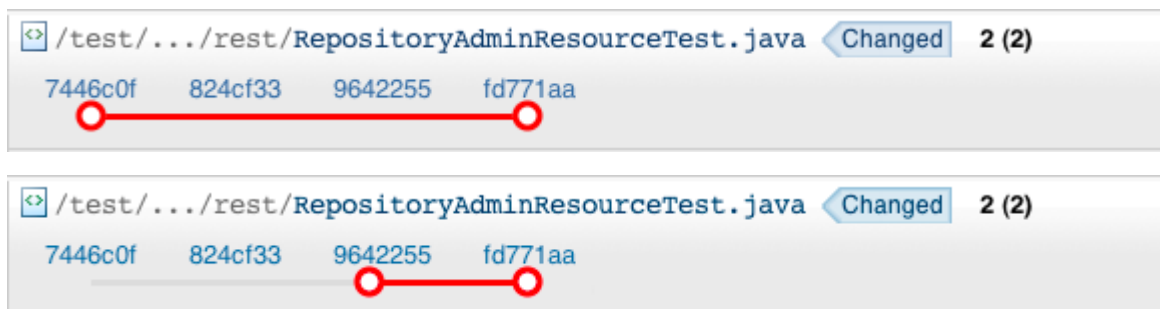 /test/.../rest/RepositoryAdminResourceTest.java Changed 2 (2)
7446c0f 824cf33 9642255 fd771aa
/test/.../rest/RepositoryAdminResourceTest.java Changed 2 (2)
7446c0f 824cf33 9642255 fd771aa